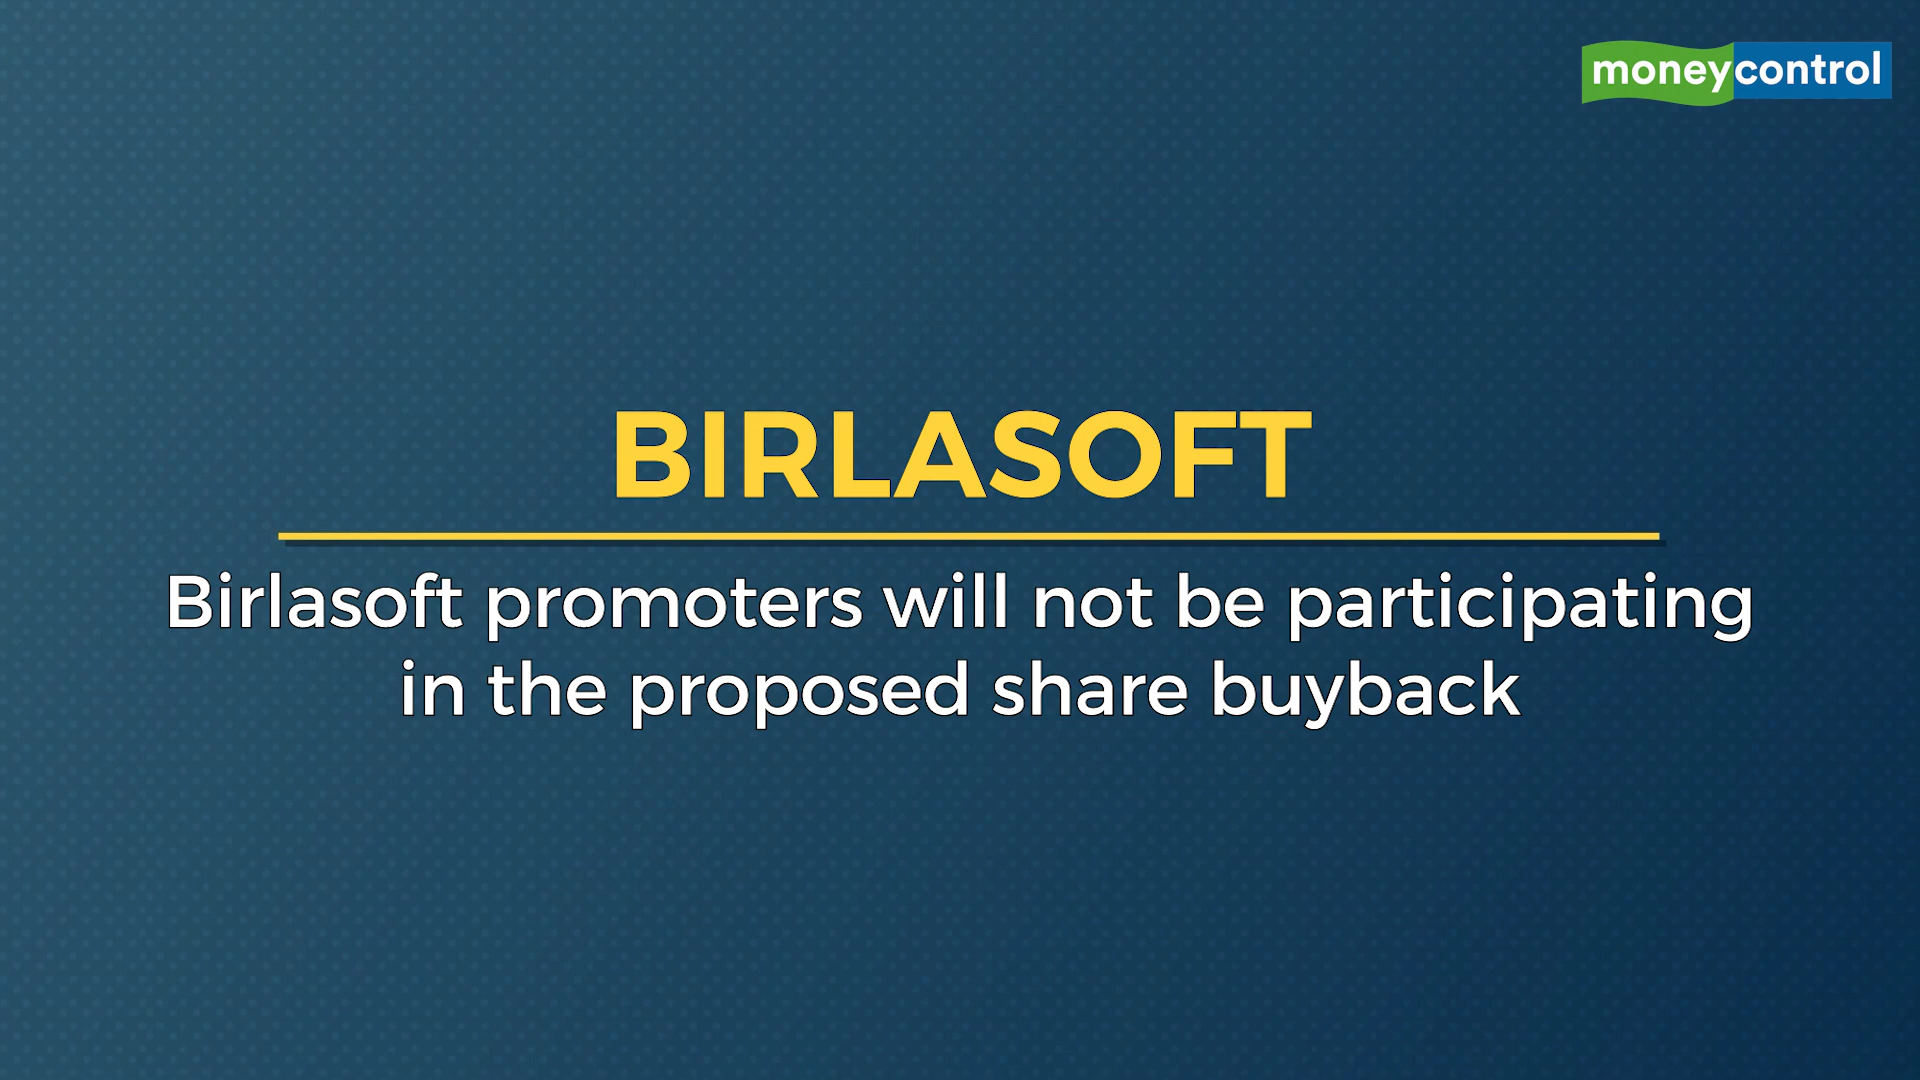 moneycontrol
BIRLASOFT
Birlasoft promoters will not be participating
in the proposed share buyback